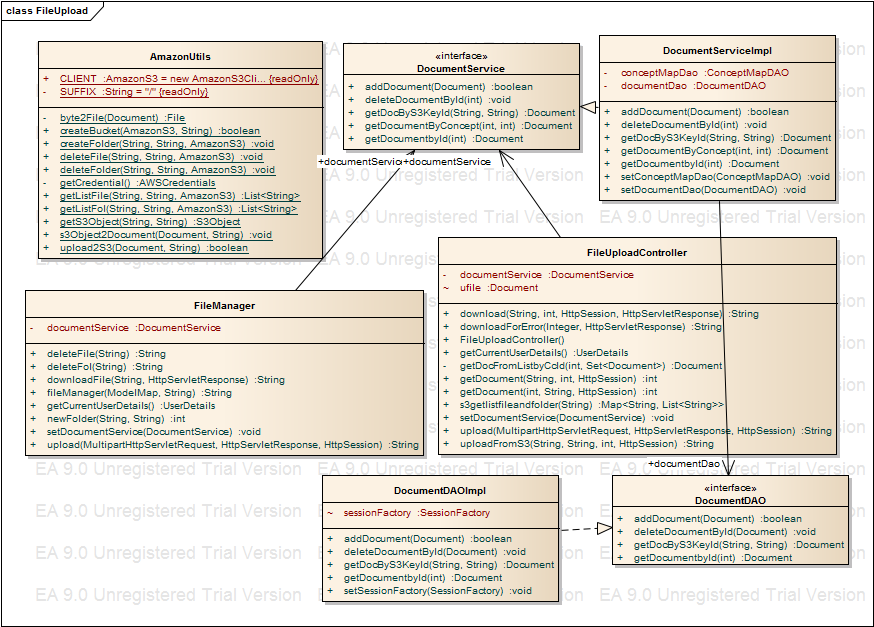 class FileUpload
AmazonUtils
+ CLIENT :AmazonS3 = new AmazonS3Cli... {readOnly}
- SUFFIX :String = "/" {readOnly}
- byte2File(Document) :File
+ createBucket(AmazonS3, String) :boolean
+ createFolder(String, String, AmazonS3) :void
+ deleteFile(String, String, AmazonS3) :void
+ deleteFolder(String, String, AmazonS3) :void
- getCredential() :AWSCredentials
+ getListFile(String, String, AmazonS3) :List<String>
+ getListFol(String, String, AmazonS3) :List<String>
+ getS3Object(String, String) :S3Object
+ s3Object2Document(Document, String) :void
+ upload2S3(Document, String) :boolean
«interface»
DocumentService
+ addDocument(Document) :boolean
+ deleteDocumentById(int) :void
+ getDocByS3KeyId(String, String) :Document
+ getDocumentByConcept(int, int) :Document
+ getDocumentbyId(int) :Document
DocumentServiceImpl
- conceptMapDao :ConceptMapDAO
- documentDao :DocumentDAO
+ addDocument(Document) :boolean
+ deleteDocumentById(int) :void
+ getDocByS3KeyId(String, String) :Document
+ getDocumentByConcept(int, int) :Document
+ getDocumentbyId(int) :Document
+ setConceptMapDao(ConceptMapDAO) :void
+ setDocumentDao(DocumentDAO) :void
+documentService +documentService
FileManager
- documentService :DocumentService
+ deleteFile(String) :String
+ deleteFol(String) :String
+ downloadFile(String, HttpServletResponse) :String
+ fileManager(ModelMap, String) :String
+ getCurrentUserDetails() :UserDetails
+ newFolder(String, String) :int
+ setDocumentService(DocumentService) :void
+ upload(MultipartHttpServletRequest, HttpServletResponse, HttpSession) :String
FileUploadController
- documentService :DocumentService
~ ufile :Document
+ download(String, int, HttpSession, HttpServletResponse) :String
+ downloadForError(Integer, HttpServletResponse) :String
+ FileUploadController()
+ getCurrentUserDetails() :UserDetails
- getDocFromListbyCcId(int, Set<Document>) :Document
+ getDocument(String, int, HttpSession) :int
+ getDocument(String, int, HttpSession) :int
+ s3getlistfileandfolder(String) :Map<String, List<String>>
+ setDocumentService(DocumentService) :void
+ upload(MultipartHttpServletRequest, HttpServletResponse, HttpSession) :String
+ uploadFromS3(String, String, int, HttpSession) :String
+documentDao
DocumentDAOImpl
~ sessionFactory :SessionFactory
+ addDocument(Document) :boolean
+ deleteDocumentById(Document) :void
+ getDocByS3KeyId(String, String) :Document
+ getDocumentbyId(int) :Document
+ setSessionFactory(SessionFactory) :void
«interface»
DocumentDAO
+ addDocument(Document) :boolean
+ deleteDocumentById(Document) :void
+ getDocByS3KeyId(String, String) :Document
+ getDocumentbyId(int) :Document
EA 9.0 Unregistered Trial Version